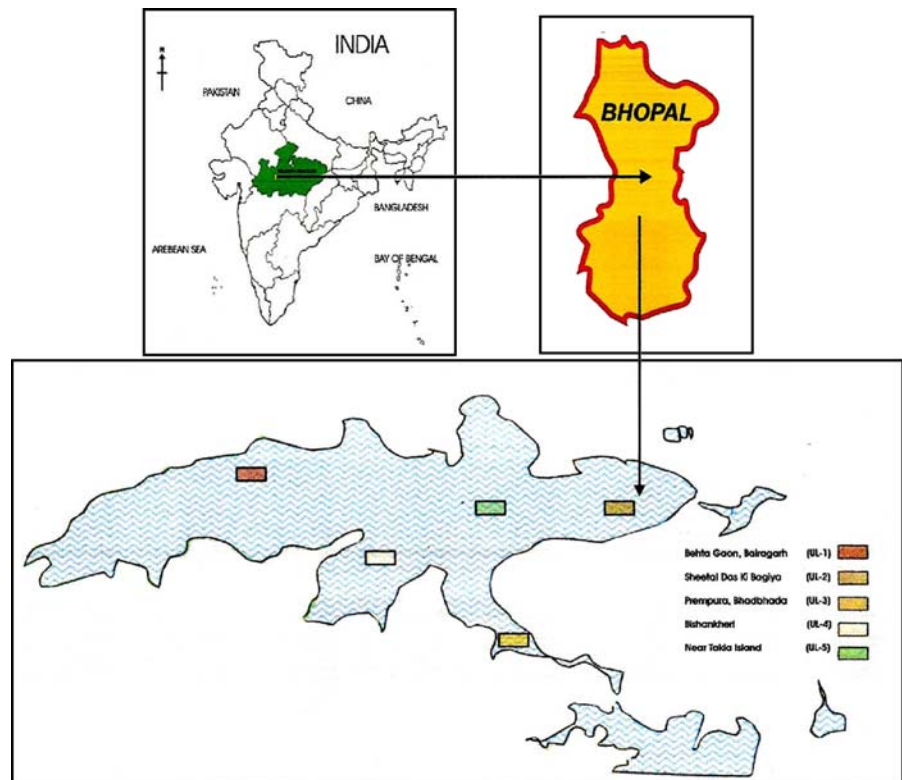 INDIA
N
PAKISTAN
CHINA
BANGLADESH
AREBEAN SEA
BAY OF BENGAL
BHOPAL
Behta Gaon, Bairagarh (UL-1)
Sheetal Das Ki Bagiya (UL-2)
Prempura, Bhadbhada (UL-3)
Bishankheri (UL-4)
Near Takia Island (UL-5)